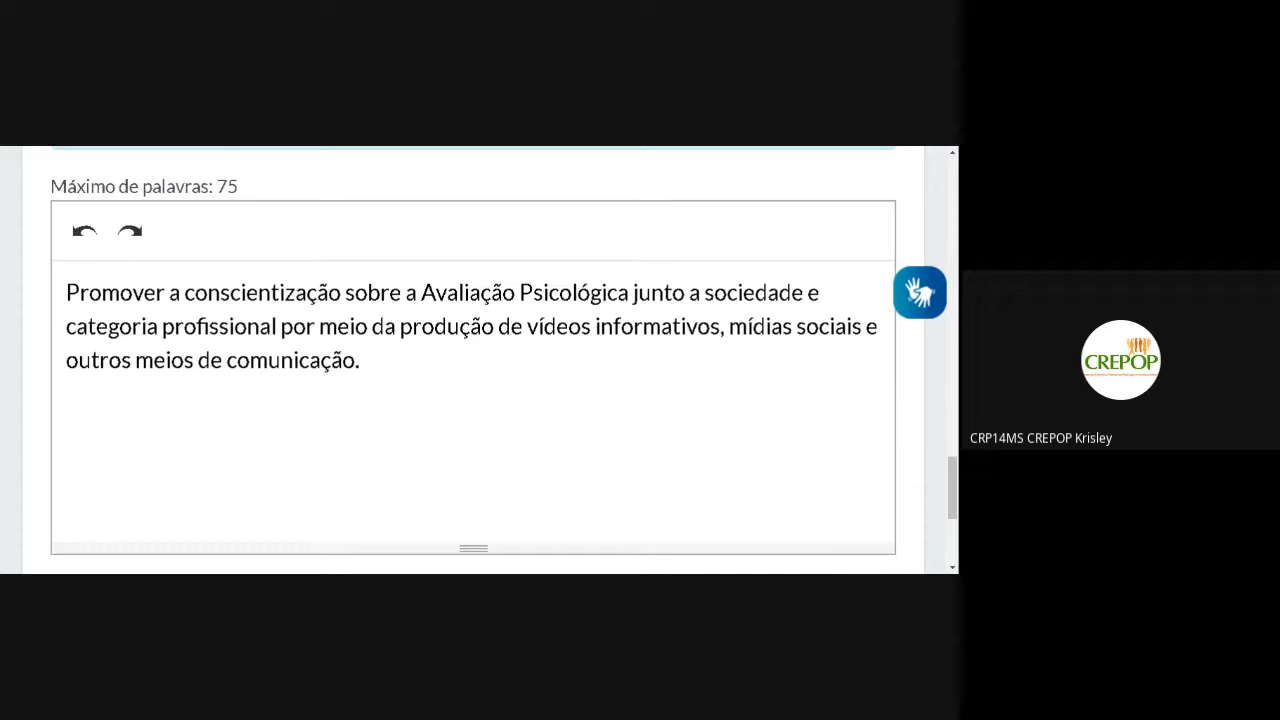 Máximo de palavras: 75
Promover a conscientização sobre a Avaliação Psicológica junto a sociedade e
categoria profissional por meio da produção de vídeos informativos, mídias sociais e
outros meios de comunicação.
CREPOP
CRP14MS CREPOP Krisley